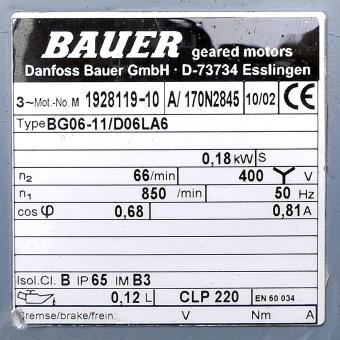 BAUER geared motors
Danfoss Bauer GmbH · D-73734 Esslingen
3~Mot.-No. M 1928119-10 A/ 170N2845 10/02 CE
Type BG06-11/D06LA6
0,18 kW S
n2 66/min 400 Y V
n1 850 /min 50 Hz
cos φ 0,68 0,81 A
Isol.Cl. B IP 65 IM B3
0,12 L CLP 220 EN 60 034
Bremse/brake/frein: V Nm A